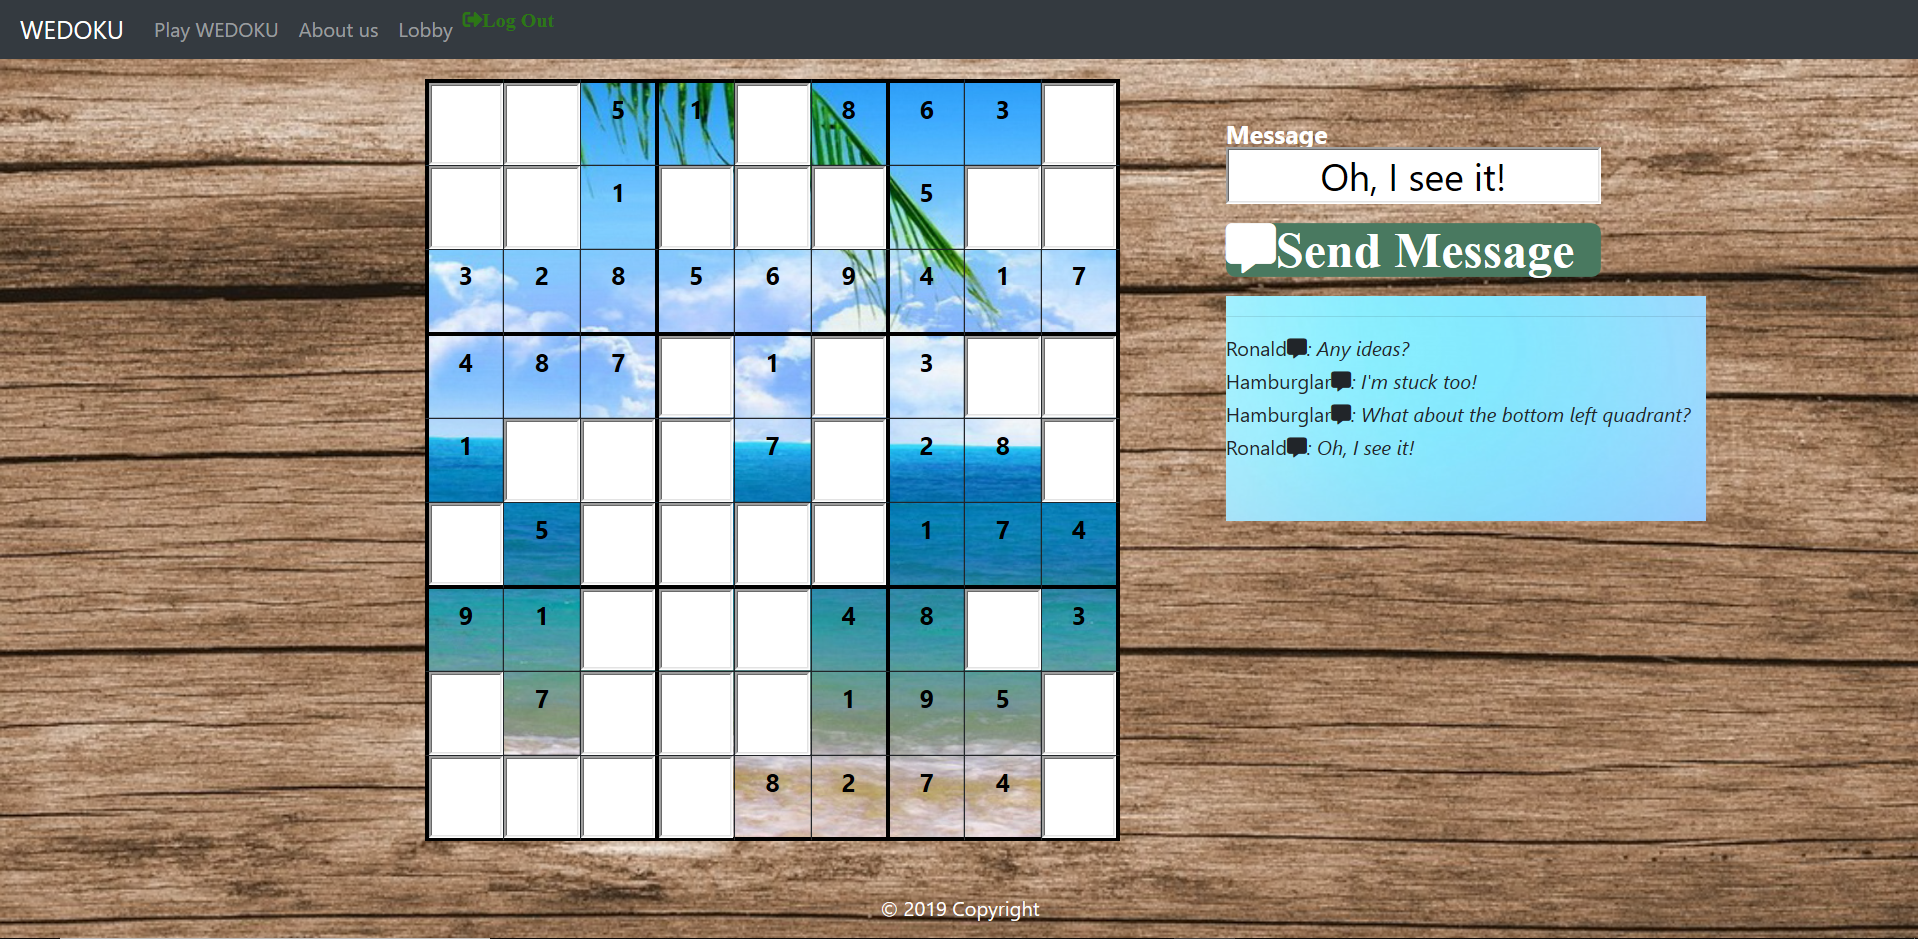 WEDOKU Play WEDOKU About us Lobby Log Out
5 1 8 6 3
1 5
3 2 8 5 6 9 4 1 7
4 8 7 1 3
1 7 2 8
5 1 7 4
9 1 4 8 3
7 1 9 5
8 2 7 4
Message
Oh, I see it!
Send Message
Ronald: Any ideas?
Hamburglar: I'm stuck too!
Hamburglar: What about the bottom left quadrant?
Ronald: Oh, I see it!
© 2019 Copyright